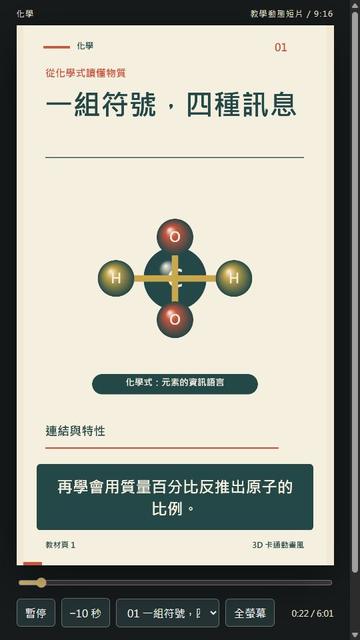 化學
教學動態短片 / 9:16
化學
01
從化學式讀懂物質
一組符號，四種訊息
O
H
C
H
O
化學式：元素的資訊語言
連結與特性
再學會用質量百分比反推出原子的
比例。
教材頁 1
3D 卡通動畫風
暫停
−10 秒
01 一組符號，
全螢幕
0:22 / 6:01